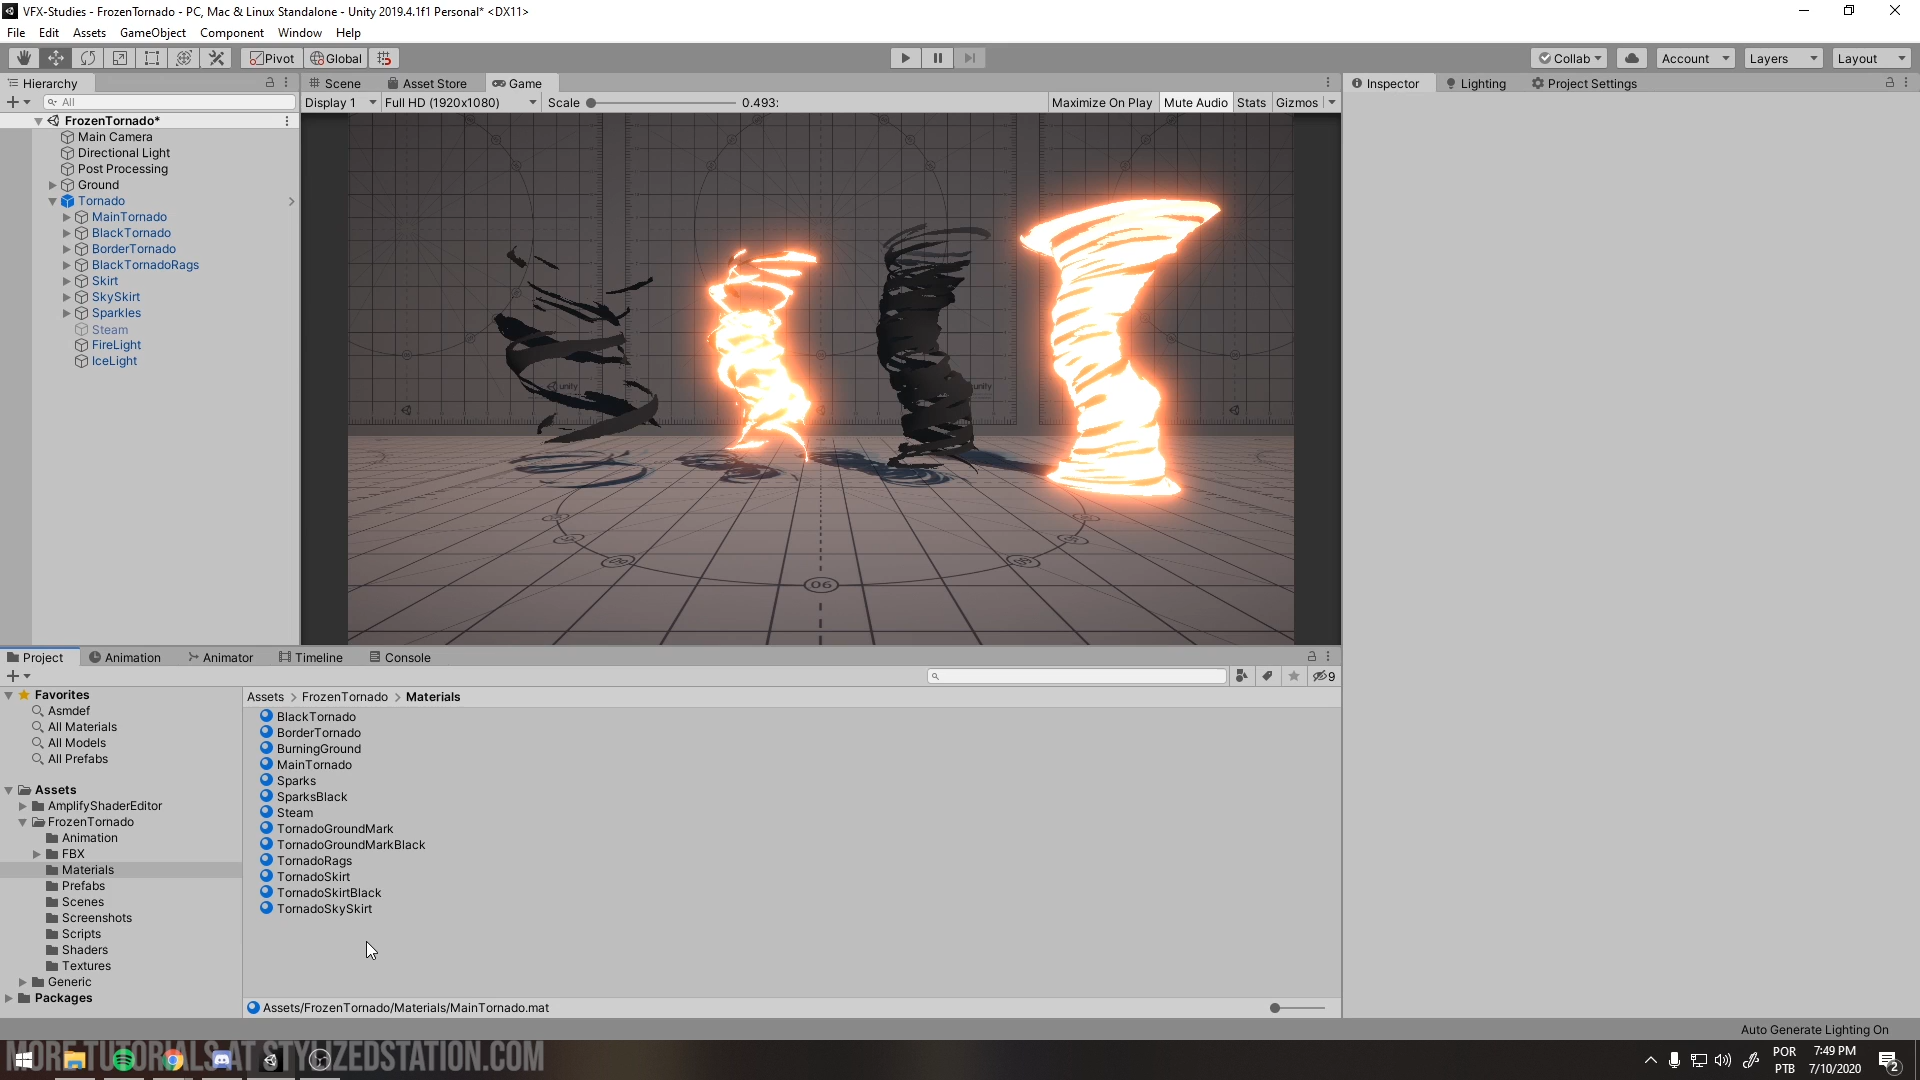 VFX-Studies - FrozenTornado - PC, Mac & Linux Standalone - Unity 2019.4.1f1 Personal* <DX11>
File Edit Assets GameObject Component Window Help
Pivot Global Collab Account Layers Layout
Hierarchy Scene Asset Store Game Inspector Lighting Project Settings
All Display 1 Full HD (1920x1080) Scale 0.493: Maximize On Play Mute Audio Stats Gizmos
FrozenTornado*
Main Camera
Directional Light
Post Processing
Ground
Tornado
MainTornado
BlackTornado
BorderTornado
BlackTornadoRags
Skirt
SkySkirt
Sparkles
Steam
FireLight
IceLight
unity
unity
06
Project Animation Animator Timeline Console
9
Favorites
Asmdef
All Materials
All Models
All Prefabs
Assets
AmplifyShaderEditor
FrozenTornado
Animation
FBX
Materials
Prefabs
Scenes
Screenshots
Scripts
Shaders
Textures
Generic
Packages
Assets > FrozenTornado > Materials
BlackTornado
BorderTornado
BurningGround
MainTornado
Sparks
SparksBlack
Steam
TornadoGroundMark
TornadoGroundMarkBlack
TornadoRags
TornadoSkirt
TornadoSkirtBlack
TornadoSkySkirt
Assets/FrozenTornado/Materials/MainTornado.mat
Auto Generate Lighting On
MORE TUTORIALS AT STYLIZEDSTATION.COM
POR
PTB
7:49 PM
7/10/2020
2